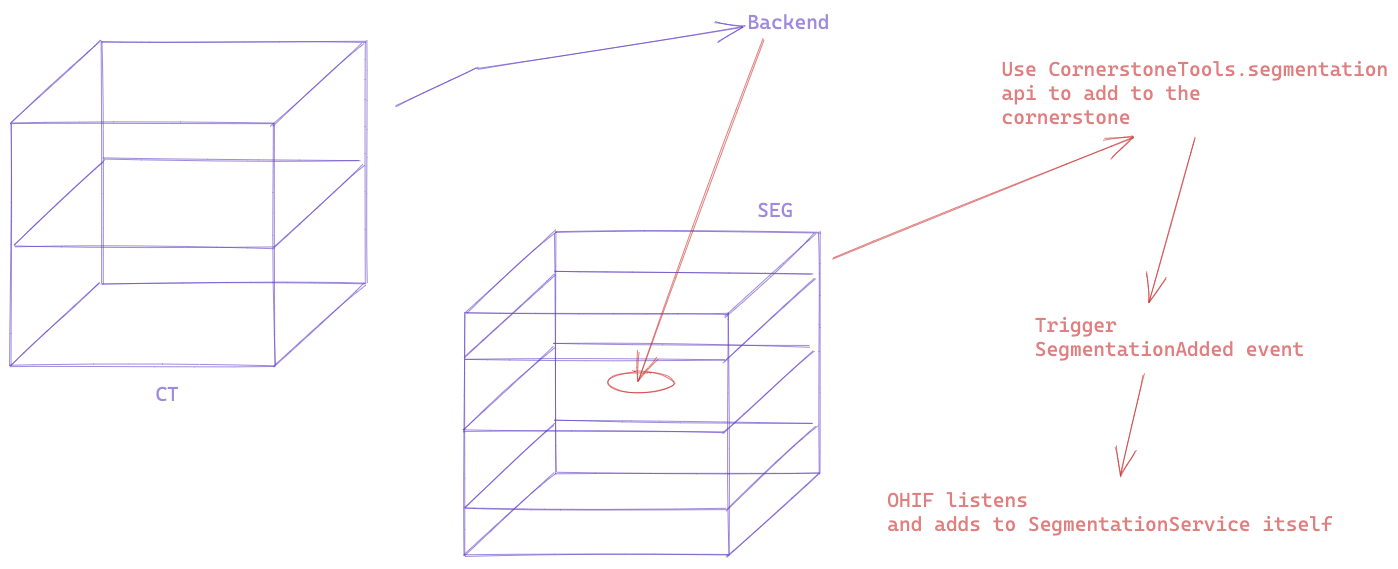 Backend
Use CornerstoneTools.segmentation
api to add to the
cornerstone
SEG
Trigger
SegmentationAdded event
CT
OHIF listens
and adds to SegmentationService itself